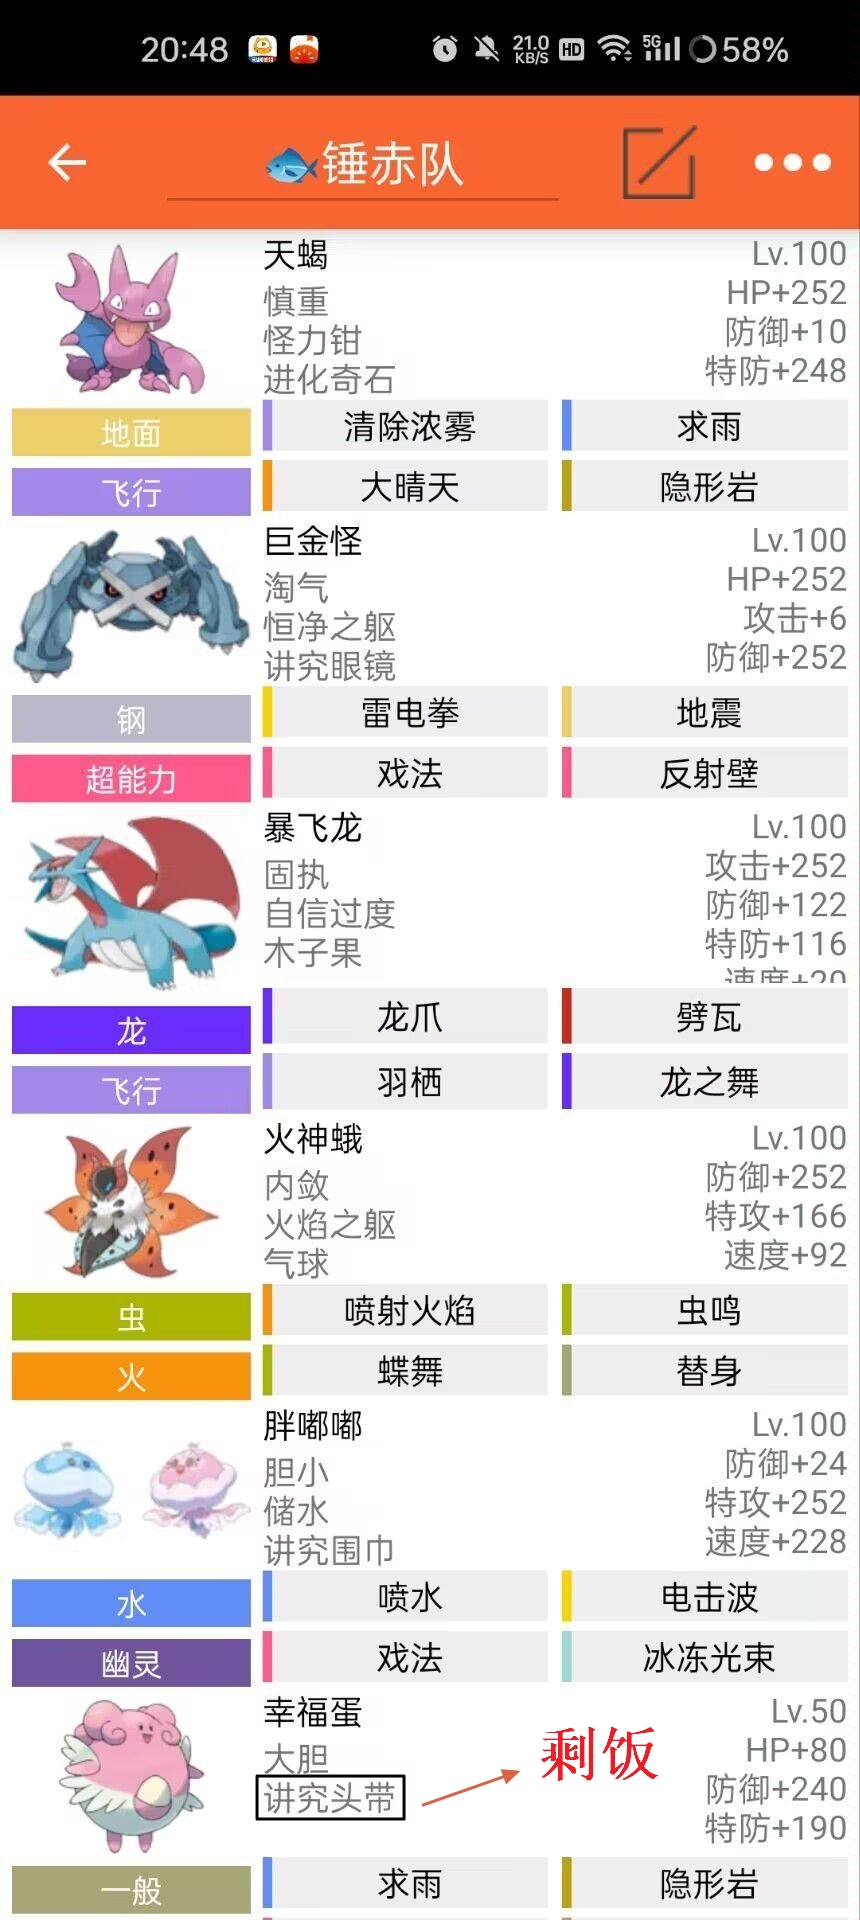 20:48
21.0
KB/S
HD
5G
58%
锤赤队
天蝎
Lv.100
慎重
HP+252
怪力钳
防御+10
进化奇石
特防+248
地面
清除浓雾
求雨
飞行
大晴天
隐形岩
巨金怪
Lv.100
淘气
HP+252
恒净之躯
攻击+6
讲究眼镜
防御+252
钢
雷电拳
地震
超能力
戏法
反射壁
暴飞龙
Lv.100
固执
攻击+252
自信过度
防御+122
木子果
特防+116
速度+20
龙
龙爪
劈瓦
飞行
羽栖
龙之舞
火神蛾
Lv.100
内敛
防御+252
火焰之躯
特攻+166
气球
速度+92
虫
喷射火焰
虫鸣
火
蝶舞
替身
胖嘟嘟
Lv.100
胆小
防御+24
储水
特攻+252
讲究围巾
速度+228
水
喷水
电击波
幽灵
戏法
冰冻光束
幸福蛋
Lv.50
大胆
HP+80
讲究头带
剩饭
防御+240
特防+190
一般
求雨
隐形岩